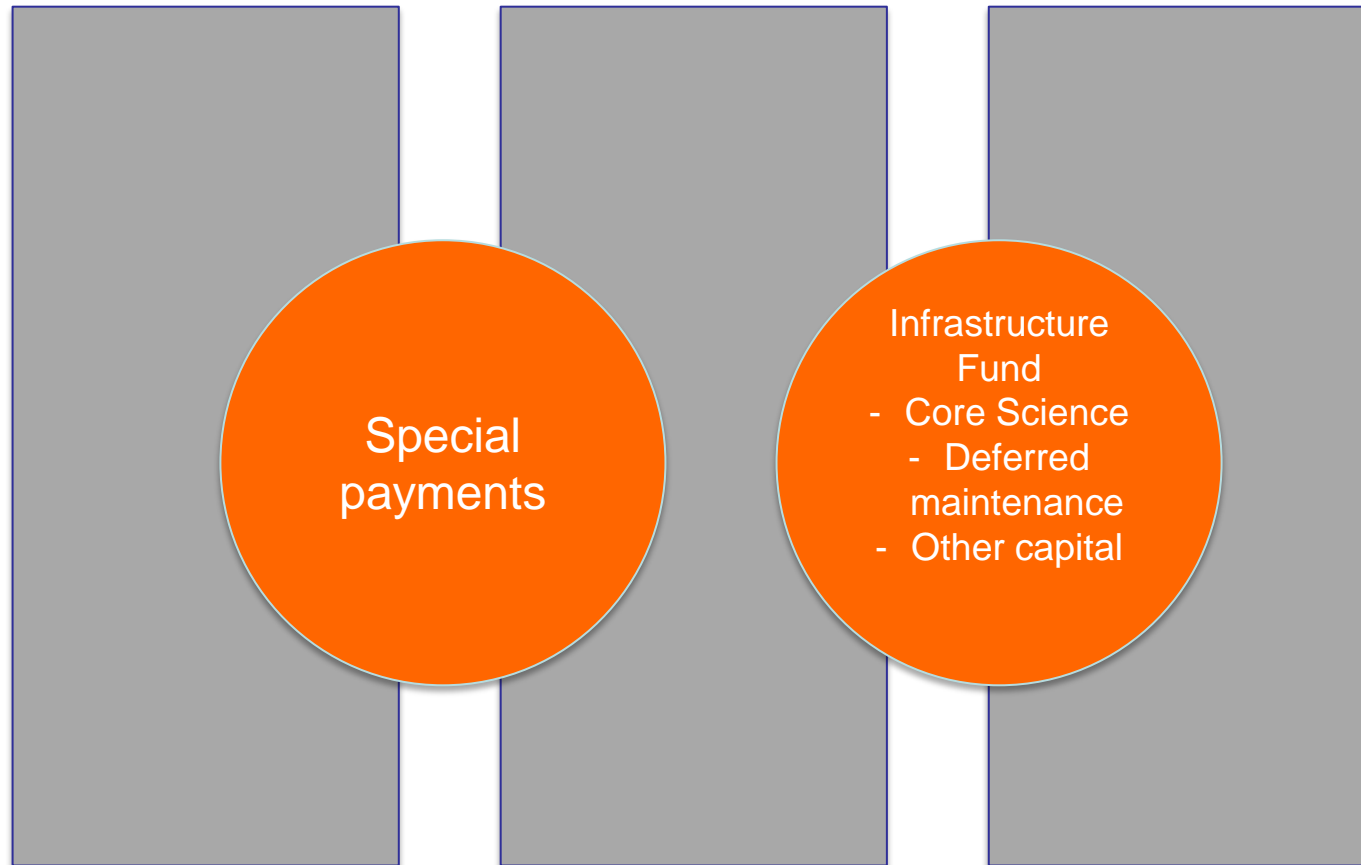 Special
payments
Infrastructure
Fund
- Core Science
- Deferred
maintenance
- Other capital